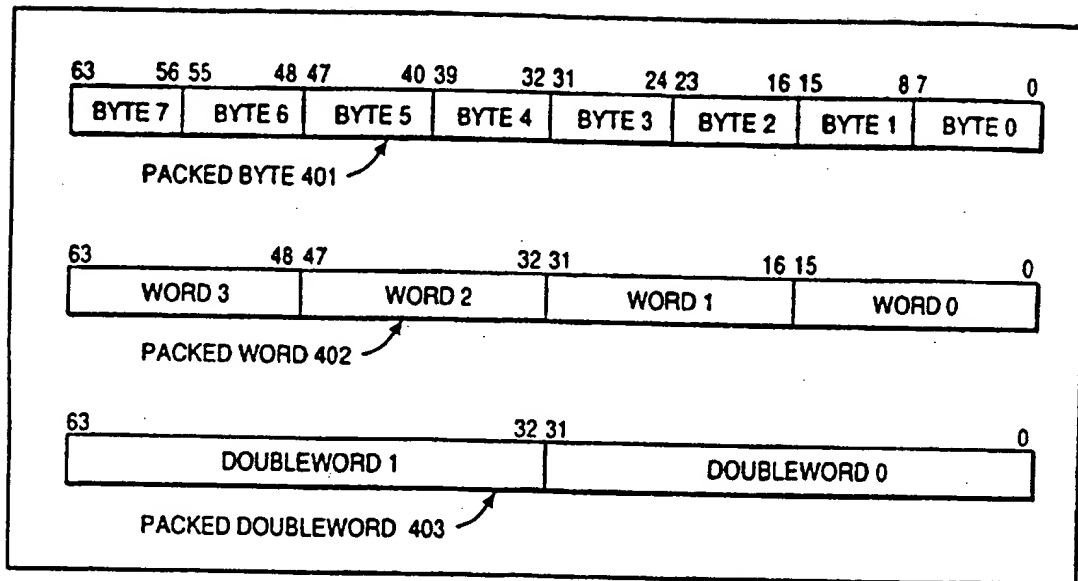 63 56 55 48 47 40 39 32 31 24 23 16 15 8 7 0
BYTE 7 BYTE 6 BYTE 5 BYTE 4 BYTE 3 BYTE 2 BYTE 1 BYTE 0
PACKED BYTE 401
63 48 47 32 31 16 15 0
WORD 3 WORD 2 WORD 1 WORD 0
PACKED WORD 402
63 32 31 0
DOUBLEWORD 1 DOUBLEWORD 0
PACKED DOUBLEWORD 403